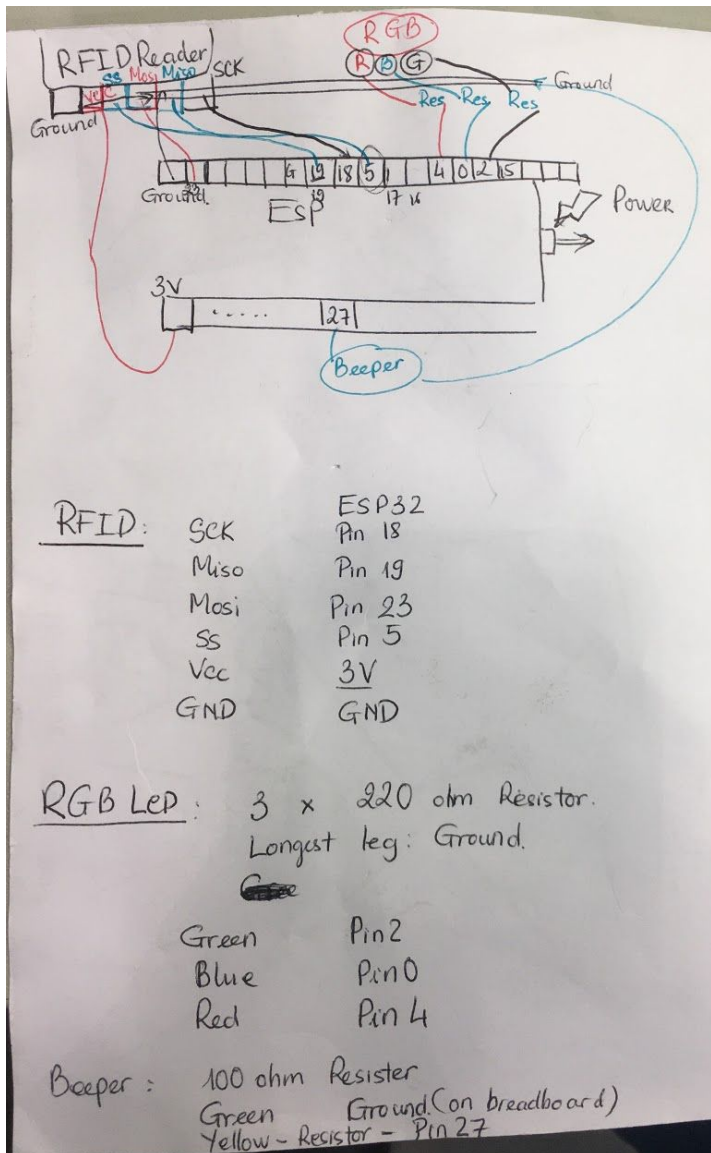 RFID Reader
SCK
RGB
R B G
SS Mosi Miso
Vcc
Ground
Res Res Res
Ground
G 19 18 5 4 0 2 15
Ground. 19 17 16
Esp
Power
3V
..... 27
Beeper
ESP32
RFID: SCK Pin 18
Miso Pin 19
Mosi Pin 23
SS Pin 5
Vcc 3V
GND GND
RGB LeD: 3 x 220 ohm Resistor.
Longest leg: Ground.
Green Pin2
Blue Pin0
Red Pin 4
Beeper: 100 ohm Resister
Green Ground.(on breadboard)
Yellow - Resistor - Pin 27